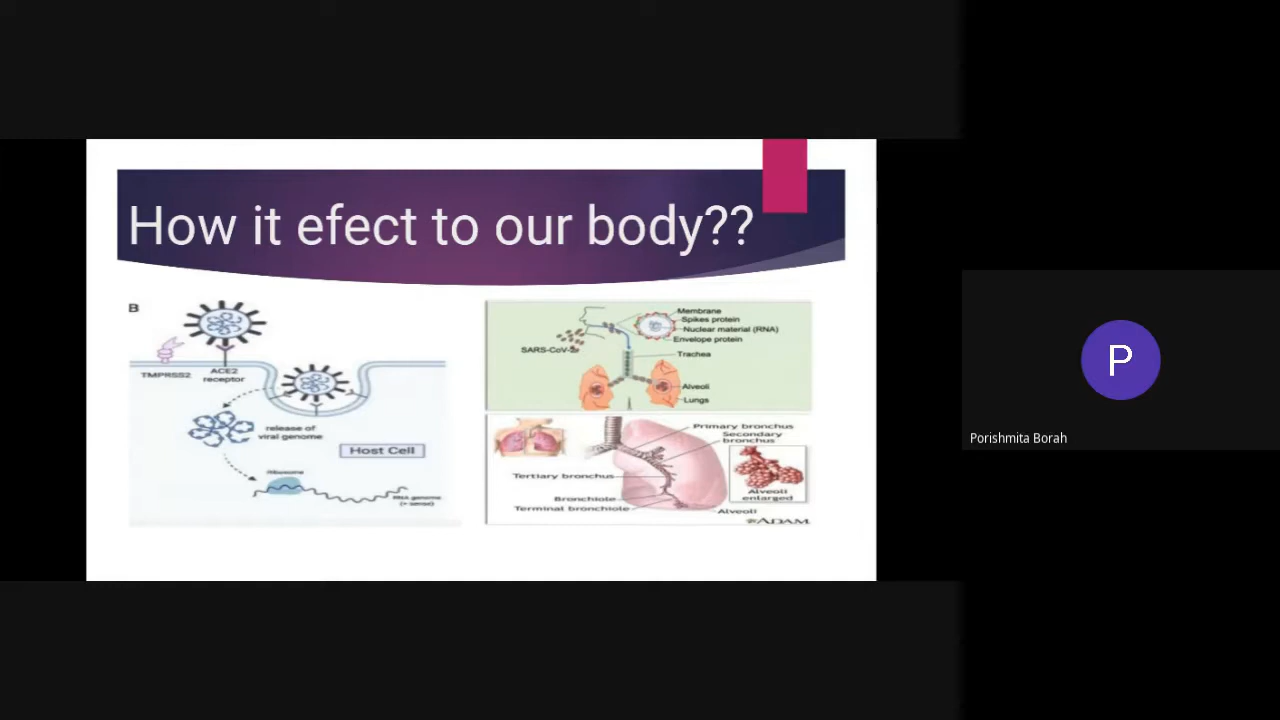 How it efect to our body??
B
TMPRSS2
ACE2
receptor
release of
viral genome
Host Cell
Ribosome
RNA genome
(+ sense)
Membrane
Spikes protein
Nuclear material (RNA)
Envelope protein
SARS-CoV-2
Trachea
Alveoli
Lungs
Primary bronchus
Secondary
bronchus
Tertiary bronchus
Bronchiole
Terminal bronchiole
Alveoli
enlarged
Alveoli
ADAM
P
Porishmita Borah